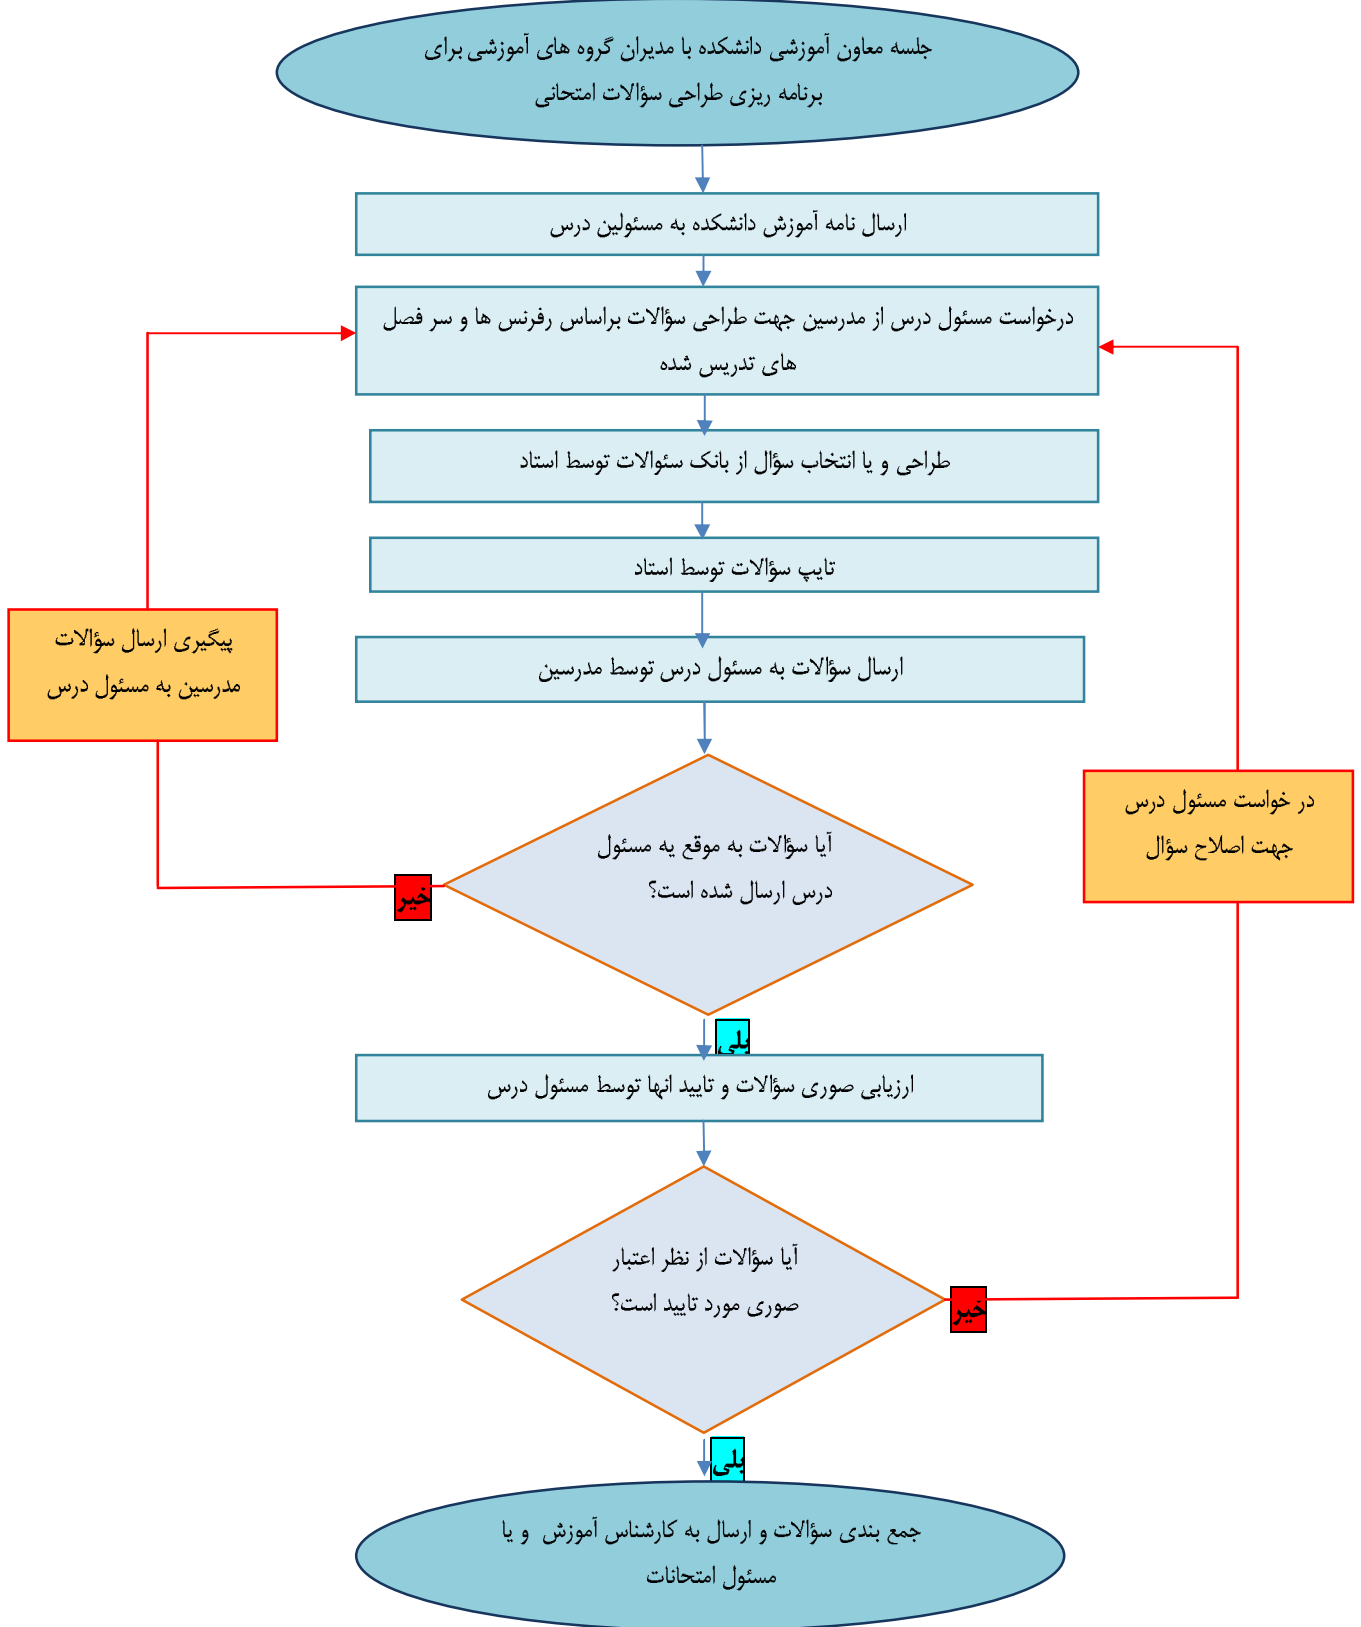 جلسه معاون آموزشی دانشکده با مدیران گروه های آموزشی برای
برنامه ریزی طراحی سؤالات امتحانی
ارسال نامه آموزش دانشکده به مسئولین درس
درخواست مسئول درس از مدرسین جهت طراحی سؤالات براساس رفرنس ها و سر فصل
های تدریس شده
طراحی و یا انتخاب سؤال از بانک سئوالات توسط استاد
تایپ سؤالات توسط استاد
پیگیری ارسال سؤالات
مدرسین به مسئول درس
ارسال سؤالات به مسئول درس توسط مدرسین
در خواست مسئول درس
جهت اصلاح سؤال
آیا سؤالات به موقع یه مسئول
درس ارسال شده است؟
خیر
بلی
ارزیابی صوری سؤالات و تایید انها توسط مسئول درس
آیا سؤالات از نظر اعتبار
صوری مورد تایید است؟
خیر
بلی
جمع بندی سؤالات و ارسال به کارشناس آموزش و یا
مسئول امتحانات